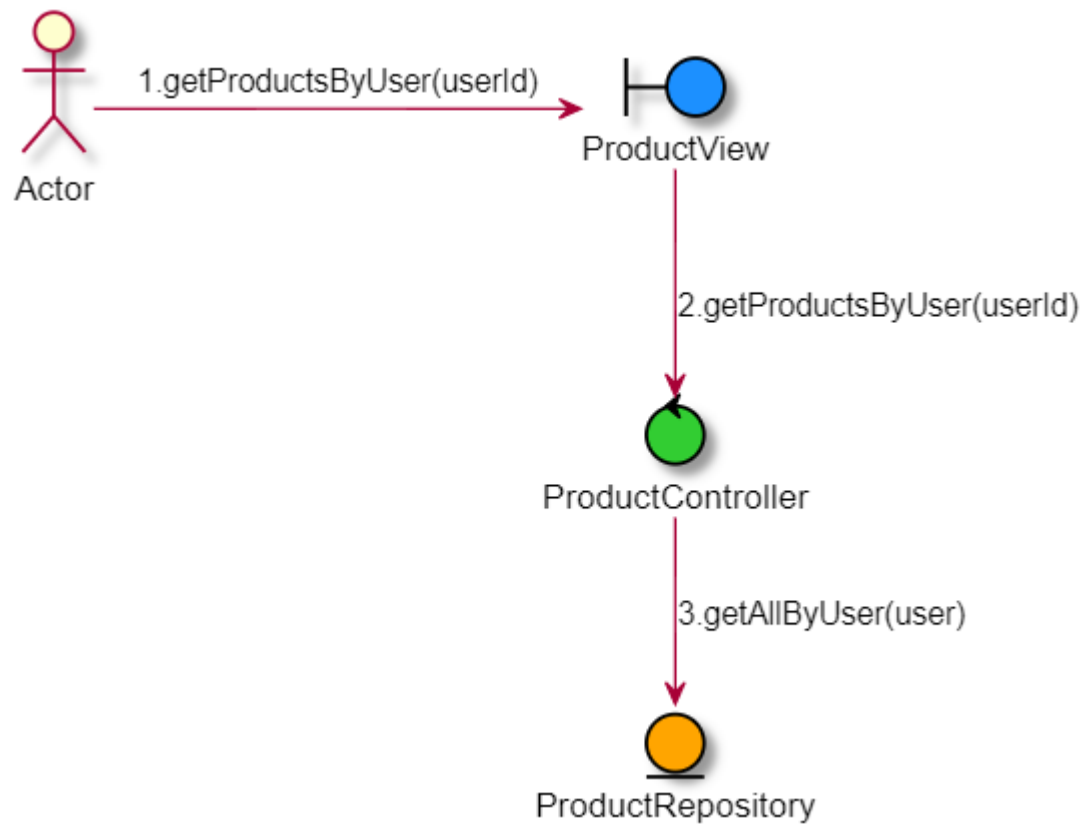 1.getProductsByUser(userId)
Actor
ProductView
2.getProductsByUser(userId)
ProductController
3.getAllByUser(user)
ProductRepository